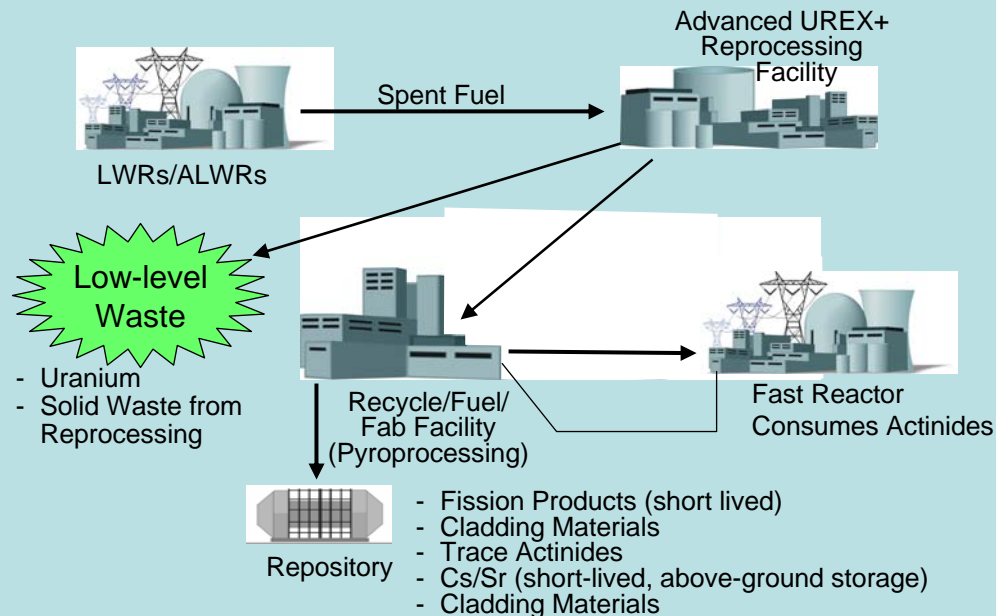 Advanced UREX+
Reprocessing
Facility
Spent Fuel
LWRs/ALWRs
Low-level
Waste
- Uranium
- Solid Waste from
Reprocessing
Recycle/Fuel/
Fab Facility
(Pyroprocessing)
Fast Reactor
Consumes Actinides
Repository
- Fission Products (short lived)
- Cladding Materials
- Trace Actinides
- Cs/Sr (short-lived, above-ground storage)
- Cladding Materials